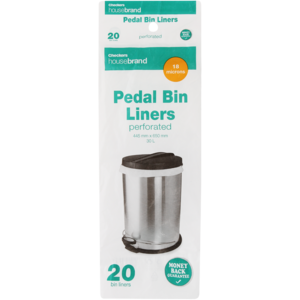 Checkers
housebrand
Pedal Bin Liners
20
perforated
Checkers
housebrand
Pedal Bin
Liners
perforated
20
bin liners
MONEY
BACK
GUARANTEE